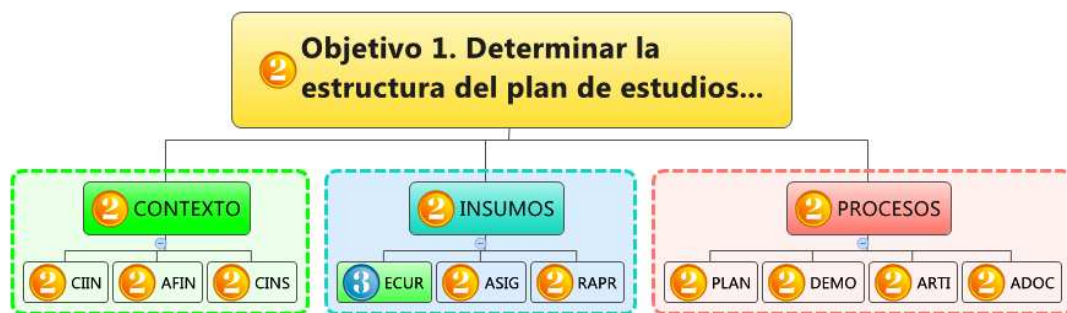 2 Objetivo 1. Determinar la
estructura del plan de estudios...
2 CONTEXTO 2 INSUMOS 2 PROCESOS
2 CIIN 2 AFIN 2 CINS 3 ECUR 2 ASIG 2 RAPR 2 PLAN 2 DEMO 2 ARTI 2 ADOC